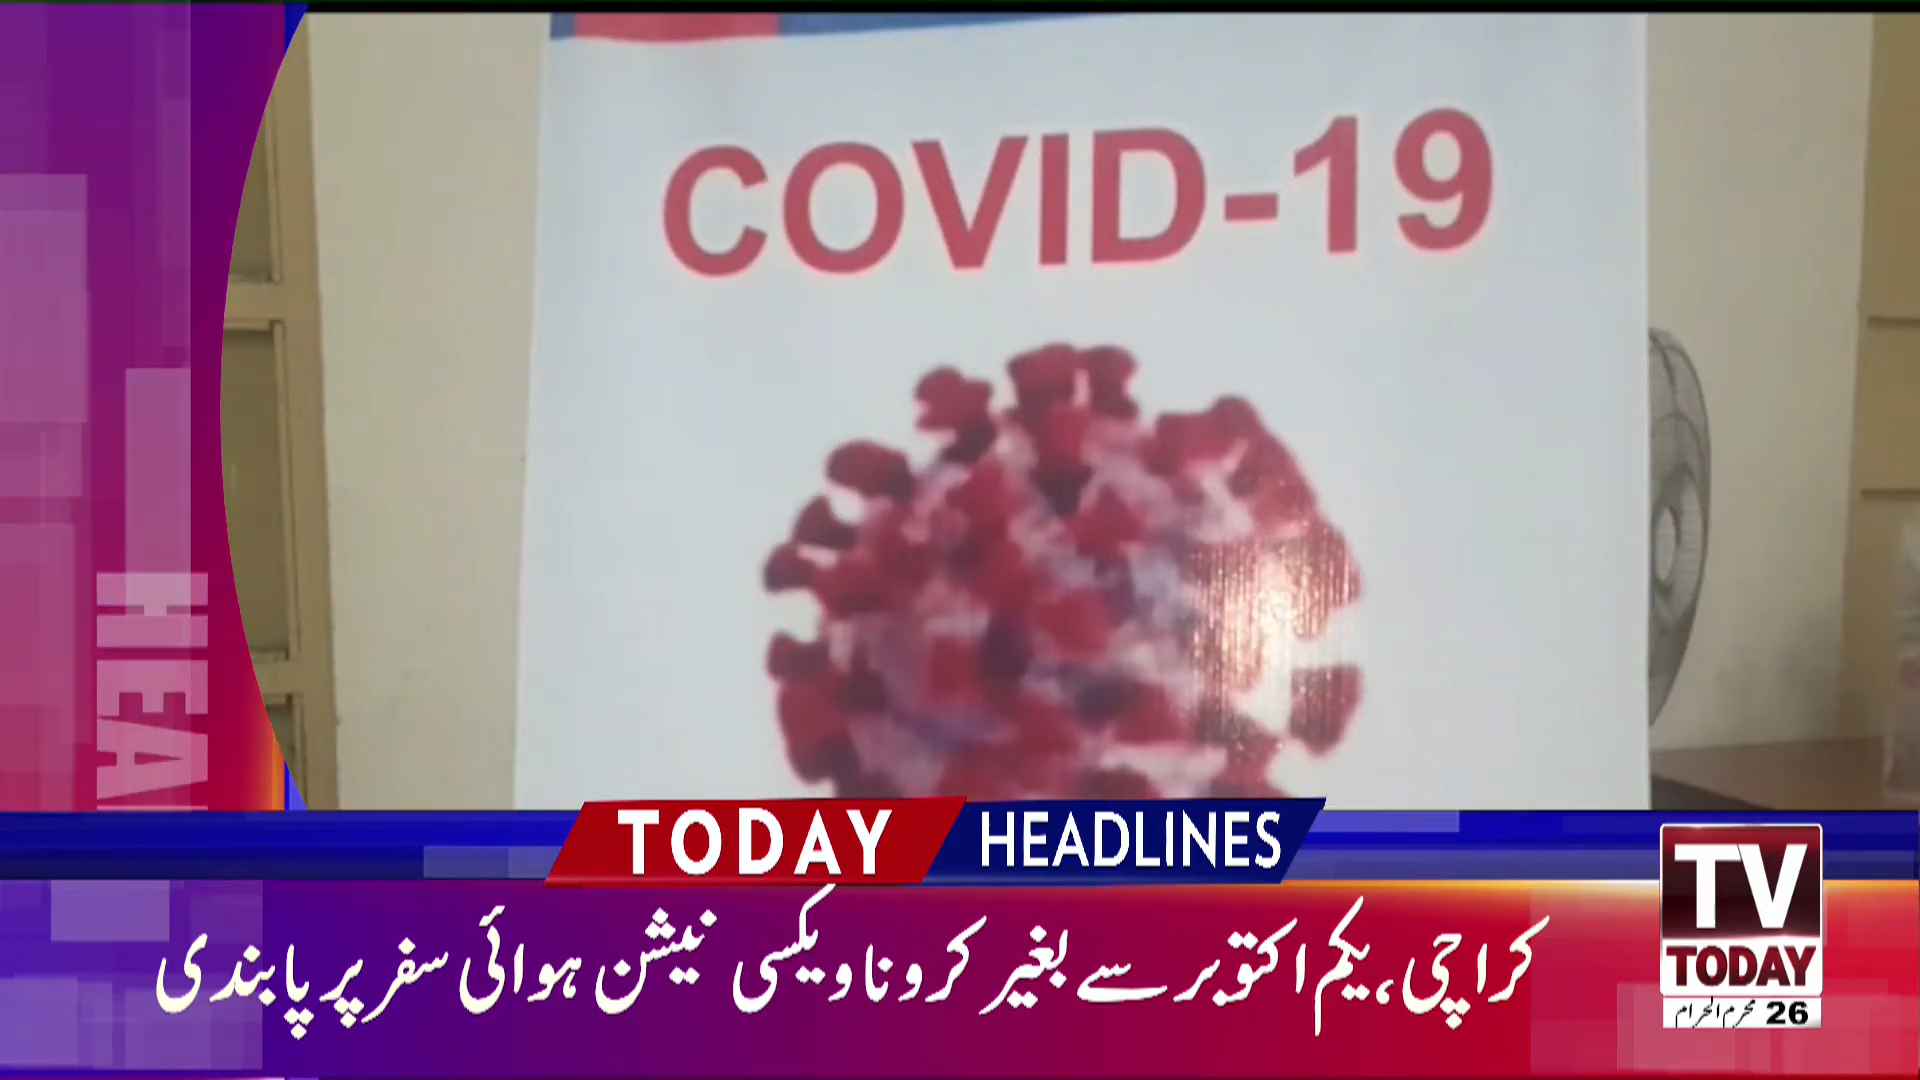 COVID-19
HEA
TODAY HEADLINES
کراچی، یکم اکتوبر سے بغیر کرونا ویکسی نیشن ہوائی سفر پر پابندی
TV
TODAY
26 محرم الحرام